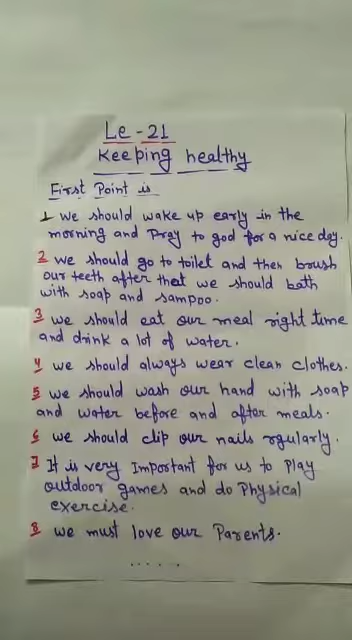 Le - 21
Keeping healthy
First Point is
1 we should wake up early in the
morning and Pray to god for a nice day.
2 we should go to toilet and then brush
our teeth after that we should bath
with soap and sampoo.
3 we should eat our meal right time
and drink a lot of water.
4 we should always wear clean clothes.
5 we should wash our hand with soap
and water before and after meals.
6 we should clip our nails rgularly.
7 It is very Important for us to Play
outdoor games and do Physical
exercise.
8 we must love our Parents.
.....